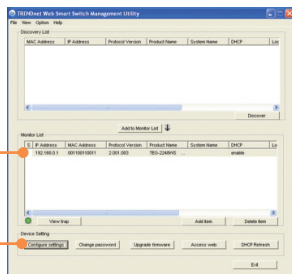 TRENDnet Web Smart Switch Management Utility
File View Option Help
Discovery List
MAC Address IP Address Protocol Version Product Name System Name DHCP Loc
Discover
Add to Monitor List
Monitor List
S IP Address MAC Address Protocol Version Product Name System Name DHCP Lo
192.168.0.1 001100110011 2.001.003 enable
View trap Add item Delete item
Device Setting
Configure settings Change password Upgrade firmware Access web DHCP Refresh
Exit